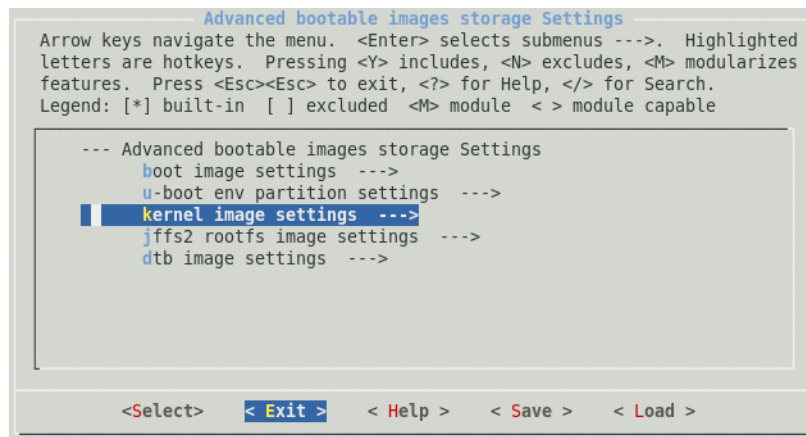 Advanced bootable images storage Settings
Arrow keys navigate the menu. <Enter> selects submenus --->. Highlighted
letters are hotkeys. Pressing <Y> includes, <N> excludes, <M> modularizes
features. Press <Esc><Esc> to exit, <?> for Help, </> for Search.
Legend: [*] built-in [ ] excluded <M> module < > module capable
--- Advanced bootable images storage Settings
boot image settings --->
u-boot env partition settings --->
kernel image settings --->
jffs2 rootfs image settings --->
dtb image settings --->
<Select> < Exit > < Help > < Save > < Load >